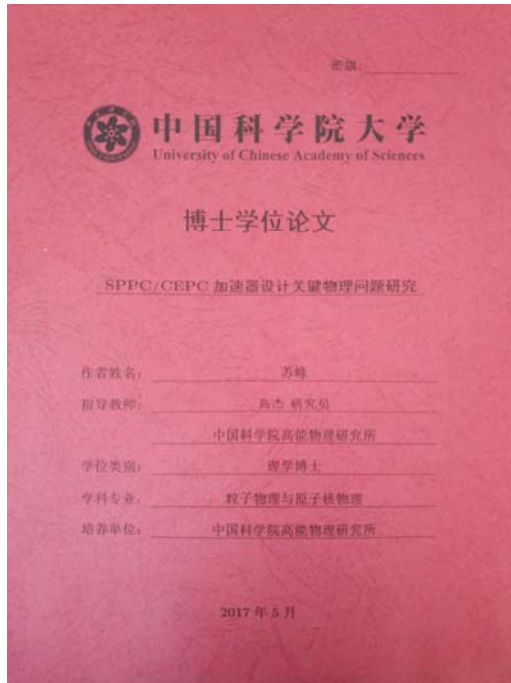 密级:
中国科学院大学
University of Chinese Academy of Sciences
博士学位论文
SPPC/CEPC 加速器设计关键物理问题研究
作者姓名: 苏峰
指导教师: 高杰 研究员
中国科学院高能物理研究所
学位类别: 理学博士
学科专业: 粒子物理与原子核物理
培养单位: 中国科学院高能物理研究所
2017 年 5 月